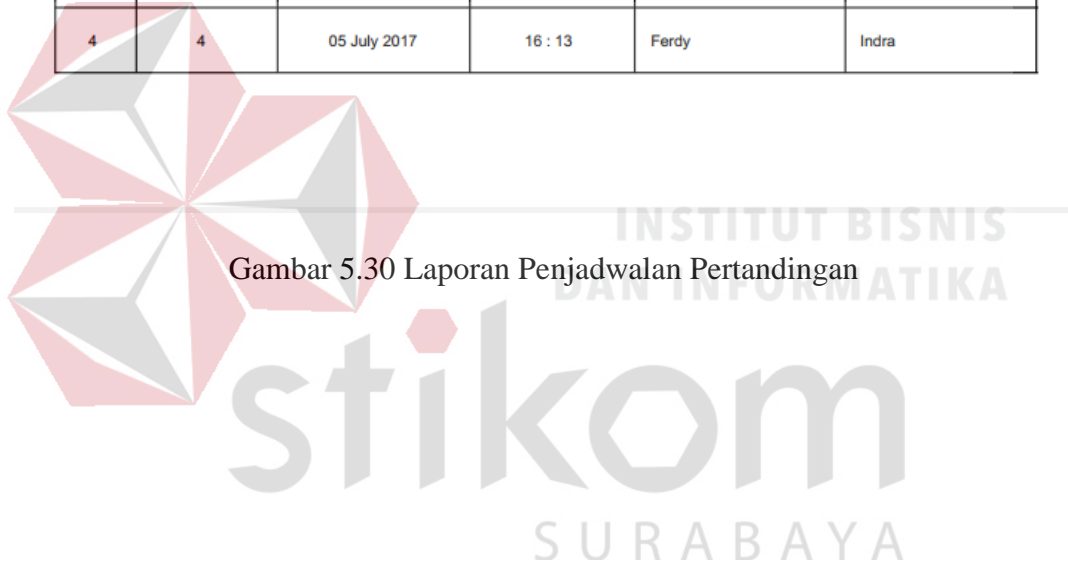 4 4 05 July 2017 16 : 13 Ferdy Indra
INSTITUT BISNIS
Gambar 5.30 Laporan Penjadwalan Pertandingan
DAN INFORMATIKA
stikom
SURABAYA